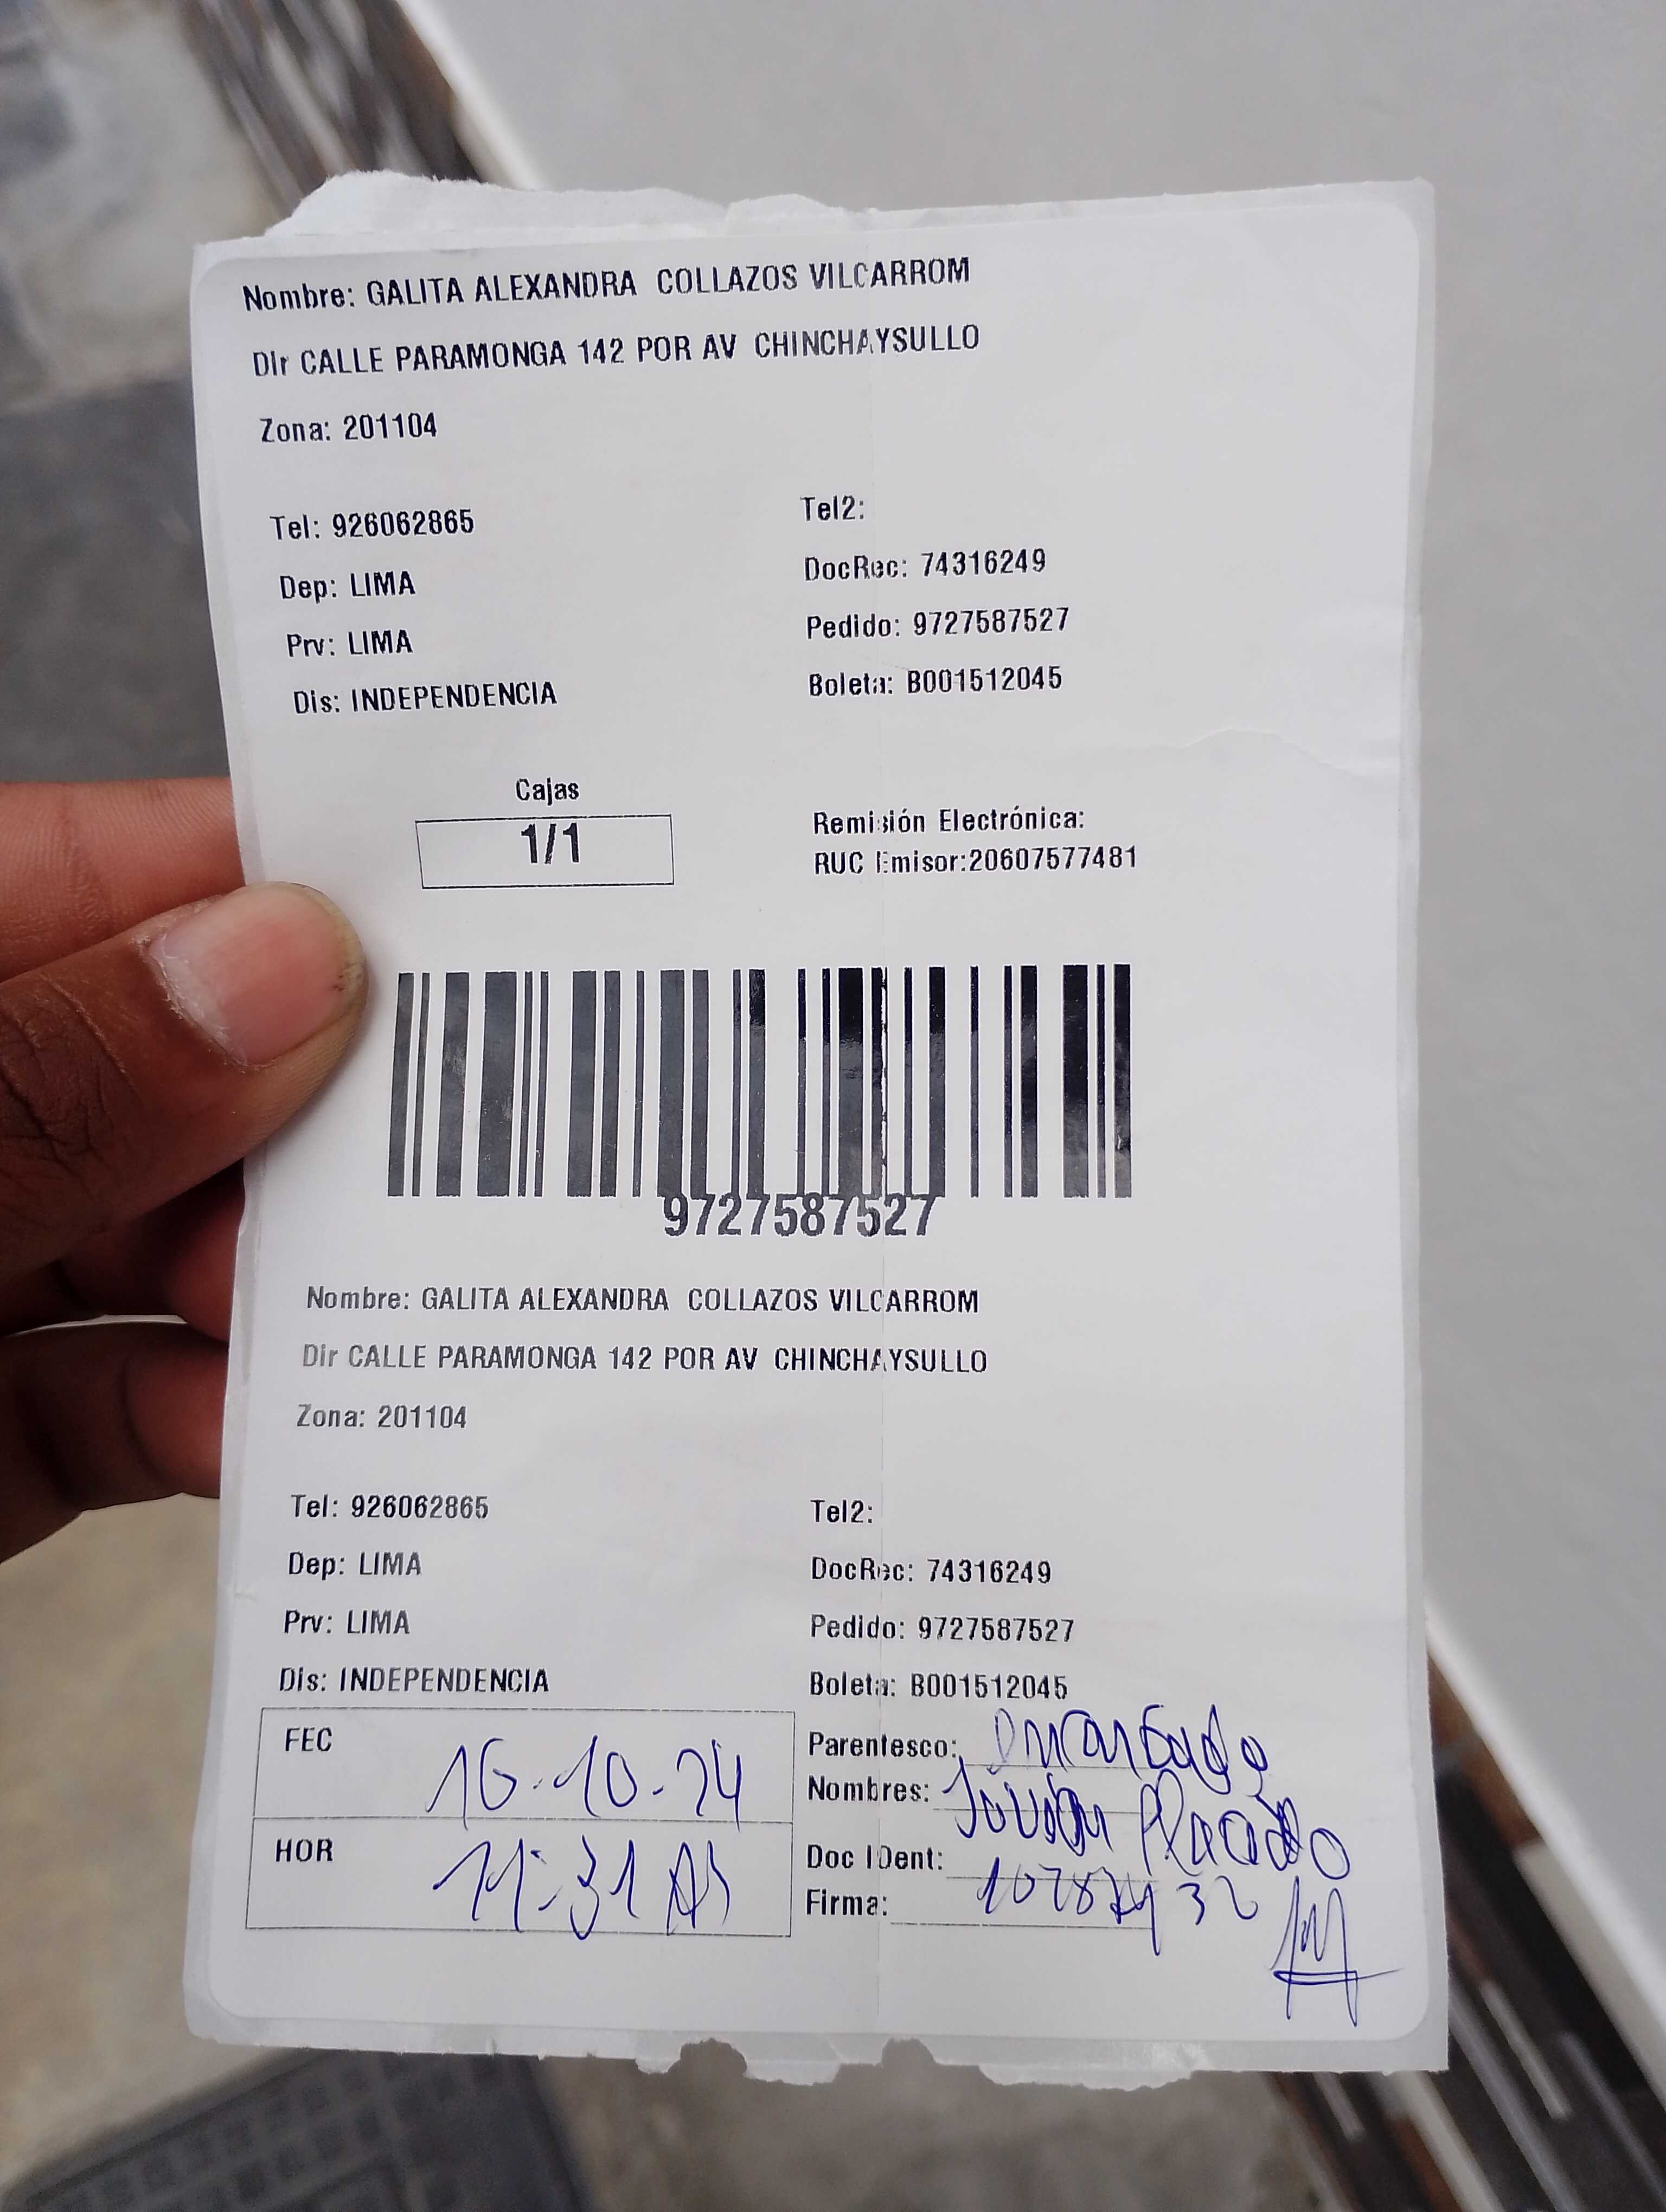 Nombre: GALITA ALEXANDRA COLLAZOS VILCARROM
Dir CALLE PARAMONGA 142 POR AV CHINCHAYSULLO
Zona: 201104
Tel: 926062865 Tel2:
Dep: LIMA DocRec: 74316249
Prv: LIMA Pedido: 9727587527
Dis: INDEPENDENCIA Boleta: B001512045
Cajas
1/1
Remisión Electrónica:
RUC Emisor:20607577481
9727587527
Nombre: GALITA ALEXANDRA COLLAZOS VILCARROM
Dir CALLE PARAMONGA 142 POR AV CHINCHAYSULLO
Zona: 201104
Tel: 926062865 Tel2:
Dep: LIMA DocRec: 74316249
Prv: LIMA Pedido: 9727587527
Dis: INDEPENDENCIA Boleta: B001512045
FEC 16-10-24
HOR 11:31
Parentesco:
Nombres: Placido
Doc IDent:
Firma: